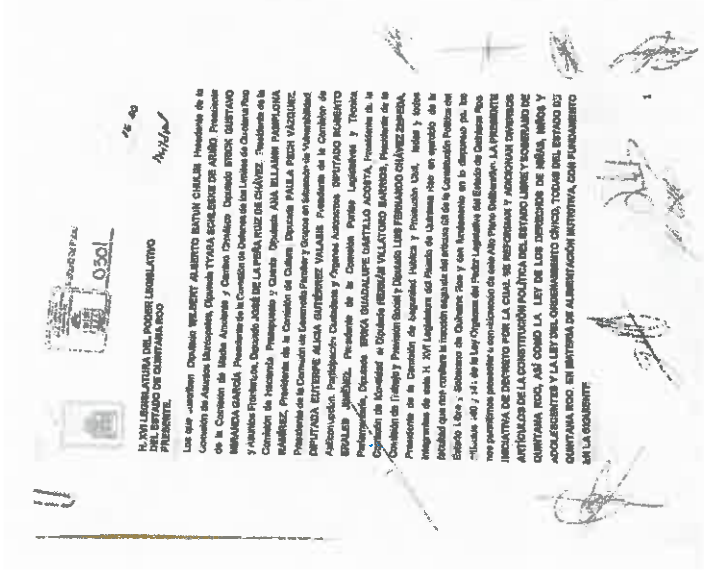 0301
H. XVI LEGISLATURA DEL PODER LEGISLATIVO
DEL ESTADO DE QUINTANA ROO
PRESENTE.
Los que suscriben Diputado WILBERT ALBERTO BATUN CHULIM Presidente de la
Comisión de Asuntos Municipales, Diputada TYARA SCHLESKE DE ARIÑO Presidenta
de la Comisión de Medio Ambiente y Cambio Climático Diputado ERICK GUSTAVO
MIRANDA GARCÍA Presidente de la Comisión de Defensa de los Límites de Quintana Roo
y Asuntos Fronterizos, Diputado JOSÉ DE LA PEÑA RUIZ DE CHÁVEZ, Presidente de la
Comisión de Hacienda Presupuesto y Cuenta Diputada ANA ELLAMIN PAMPLONA
RAMÍREZ, Presidenta de la Comisión de Cultura Diputada PAULA PECH VÁZQUEZ,
Presidenta de la Comisión de Desarrollo Familiar y Grupos en Situación de Vulnerabilidad
DIPUTADA EUTERPE ALICIA GUTIÉRREZ VALASIS Presidenta de la Comisión de
Anticorrupción, Participación Ciudadana y Órganos Autónomos DIPUTADO ROBERTO
ERALES JIMÉNEZ, Presidente de la Comisión Puntos Legislativos y Técnica
Parlamentaria, Diputada ERIKA GUADALUPE CASTILLO ACOSTA, Presidenta de la
Comisión de Igualdad el Diputado HERNÁN VILLATORO BARRIOS, Presidente de la
Comisión de Trabajo y Previsión Social y Diputado LUIS FERNANDO CHÁVEZ ZEPEDA,
Presidente de la Comisión de Seguridad Pública y Protección Civil, todas y todos
integrantes de esta H. XVI Legislatura del Estado de Quintana Roo en ejercicio de la
facultad que nos confiere la fracción segunda del artículo 68 de la Constitución Política del
Estado Libre y Soberano de Quintana Roo y con fundamento en lo dispuesto por los
artículos 140 y 141 de la Ley Orgánica del Poder Legislativo del Estado de Quintana Roo
nos permitimos presentar a consideración de este Alto Pleno Deliberativo, LA PRESENTE
INICIATIVA DE DECRETO POR LA CUAL SE REFORMAN Y ADICIONAN DIVERSOS
ARTÍCULOS DE LA CONSTITUCIÓN POLÍTICA DEL ESTADO LIBRE Y SOBERANO DE
QUINTANA ROO, ASÍ COMO LA LEY DE LOS DERECHOS DE NIÑAS, NIÑOS Y
ADOLESCENTES Y LA LEY DEL ORDENAMIENTO CÍVICO, TODAS DEL ESTADO DE
QUINTANA ROO, EN MATERIA DE ALIMENTACIÓN NUTRITIVA, CON FUNDAMENTO
EN LA SIGUIENTE:
1